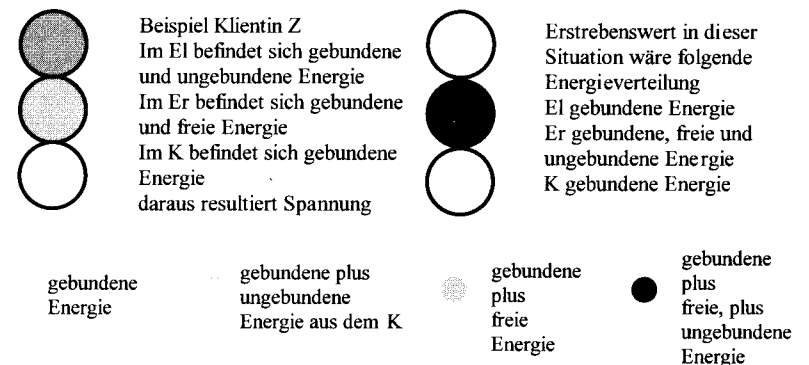 Beispiel Klientin Z
Im El befindet sich gebundene
und ungebundene Energie
Im Er befindet sich gebundene
und freie Energie
Im K befindet sich gebundene
Energie
daraus resultiert Spannung
Erstrebenswert in dieser
Situation wäre folgende
Energieverteilung
El gebundene Energie
Er gebundene, freie und
ungebundene Energie
K gebundene Energie
gebundene
Energie
gebundene plus
ungebundene
Energie aus dem K
gebundene
plus
freie
Energie
gebundene
plus
freie, plus
ungebundene
Energie